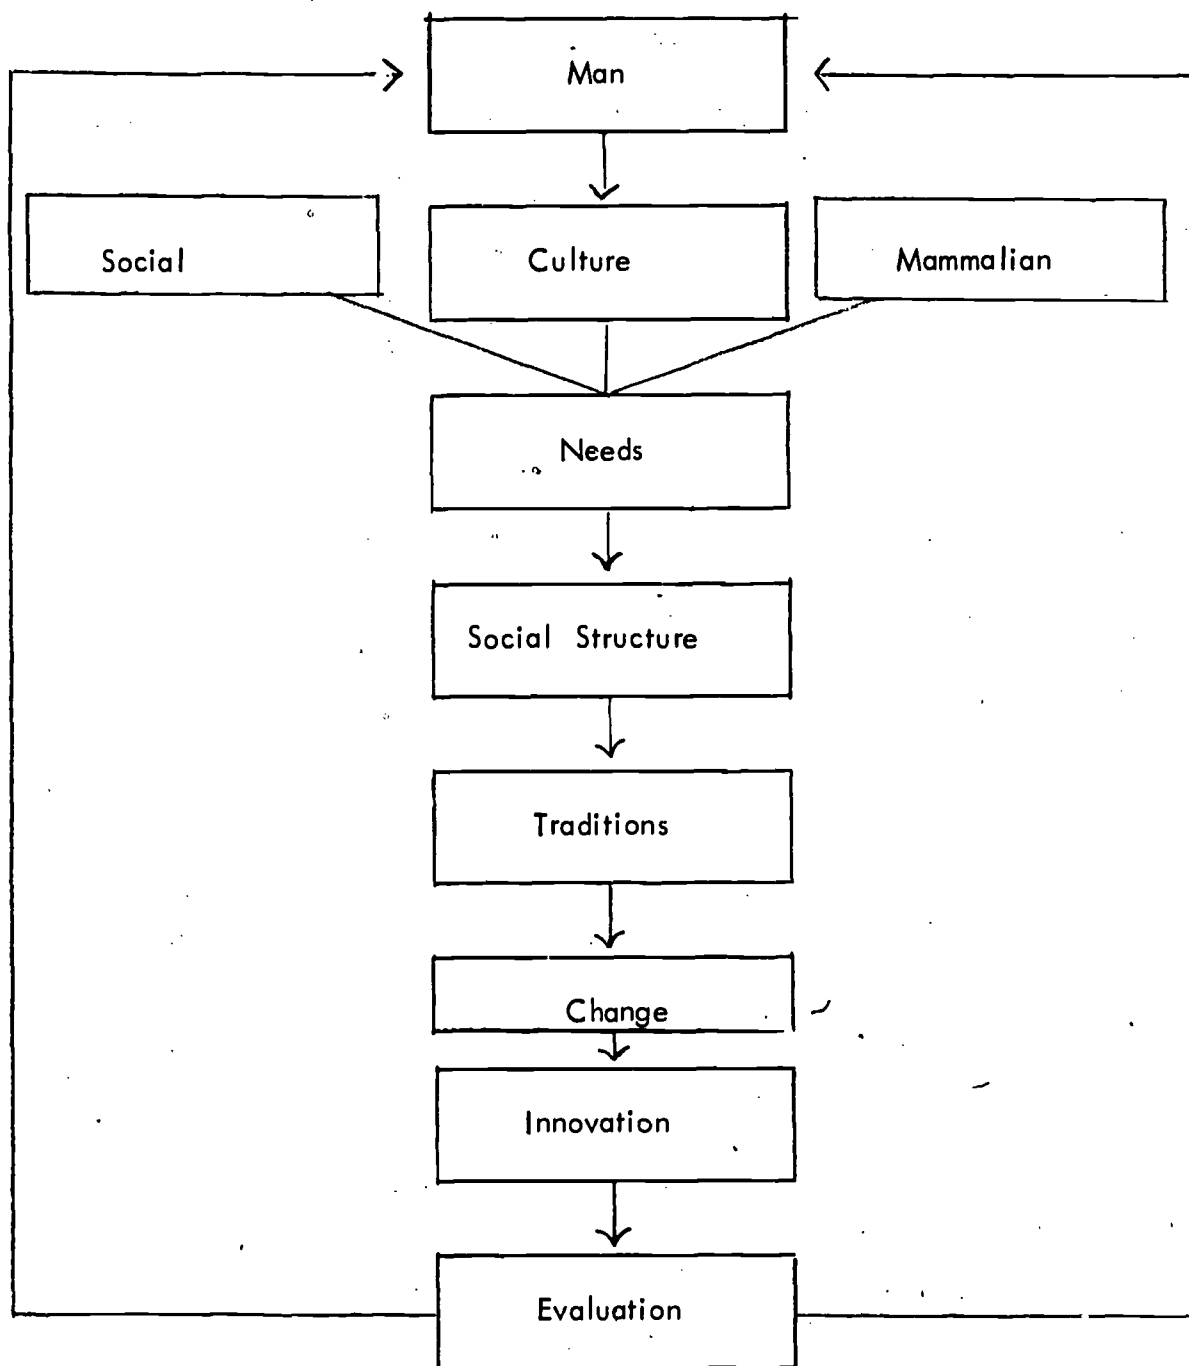 Man
Social
Culture
Mammalian
Needs
Social Structure
Traditions
Change
Innovation
Evaluation